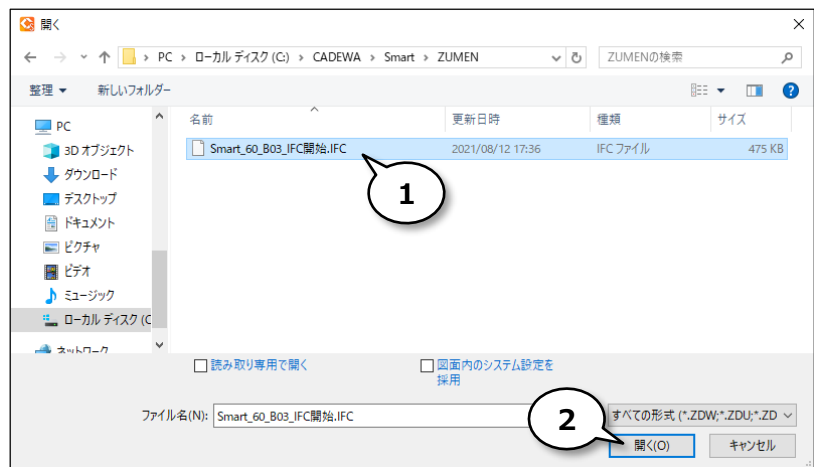 開く
PC › ローカル ディスク (C:) › CADEWA › Smart › ZUMEN
ZUMENの検索
整理 新しいフォルダー
名前 更新日時 種類 サイズ
PC
Smart_60_B03_IFC開始.IFC 2021/08/12 17:36 IFC ファイル 475 KB
3D オブジェクト
ダウンロード
1
デスクトップ
ドキュメント
ピクチャ
ビデオ
ミュージック
ローカル ディスク (C
ネットワーク
読み取り専用で開く 図面内のシステム設定を
採用
ファイル名(N): Smart_60_B03_IFC開始.IFC
2
すべての形式 (*.ZDW;*.ZDU;*.ZD
開く(O) キャンセル